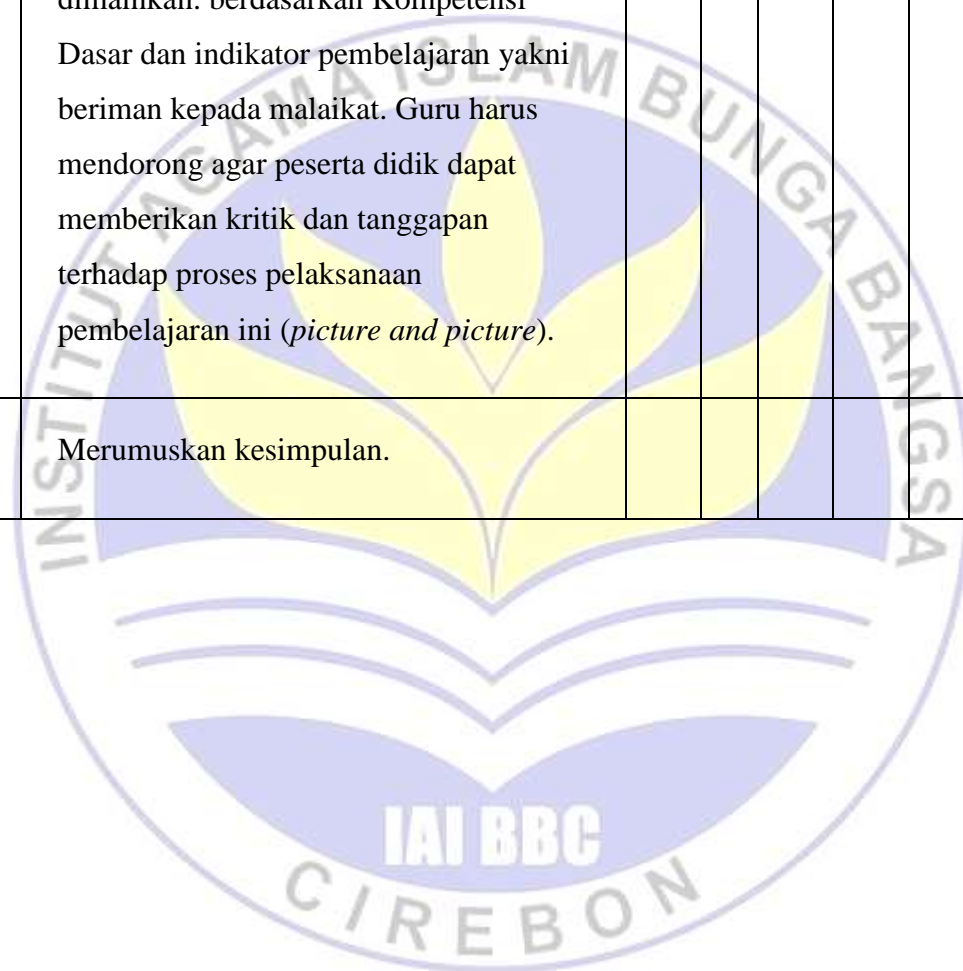 Dasar dan indikator pembelajaran yakni
beriman kepada malaikat. Guru harus
mendorong agar peserta didik dapat
memberikan kritik dan tanggapan
terhadap proses pelaksanaan
pembelajaran ini (picture and picture).
Merumuskan kesimpulan.
INSTITUT AGAMA ISLAM BUNGA BANGSA
IAI BBC
CIREBON